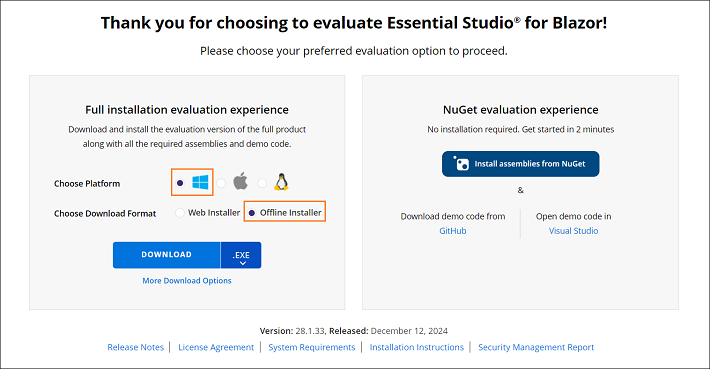 Thank you for choosing to evaluate Essential Studio® for Blazor!
Please choose your preferred evaluation option to proceed.
Full installation evaluation experience
Download and install the evaluation version of the full product
along with all the required assemblies and demo code.
Choose Platform
Choose Download Format Web Installer Offline Installer
DOWNLOAD .EXE
More Download Options
NuGet evaluation experience
No installation required. Get started in 2 minutes
Install assemblies from NuGet
&
Download demo code from
GitHub
Open demo code in
Visual Studio
Version: 28.1.33, Released: December 12, 2024
Release Notes | License Agreement | System Requirements | Installation Instructions | Security Management Report